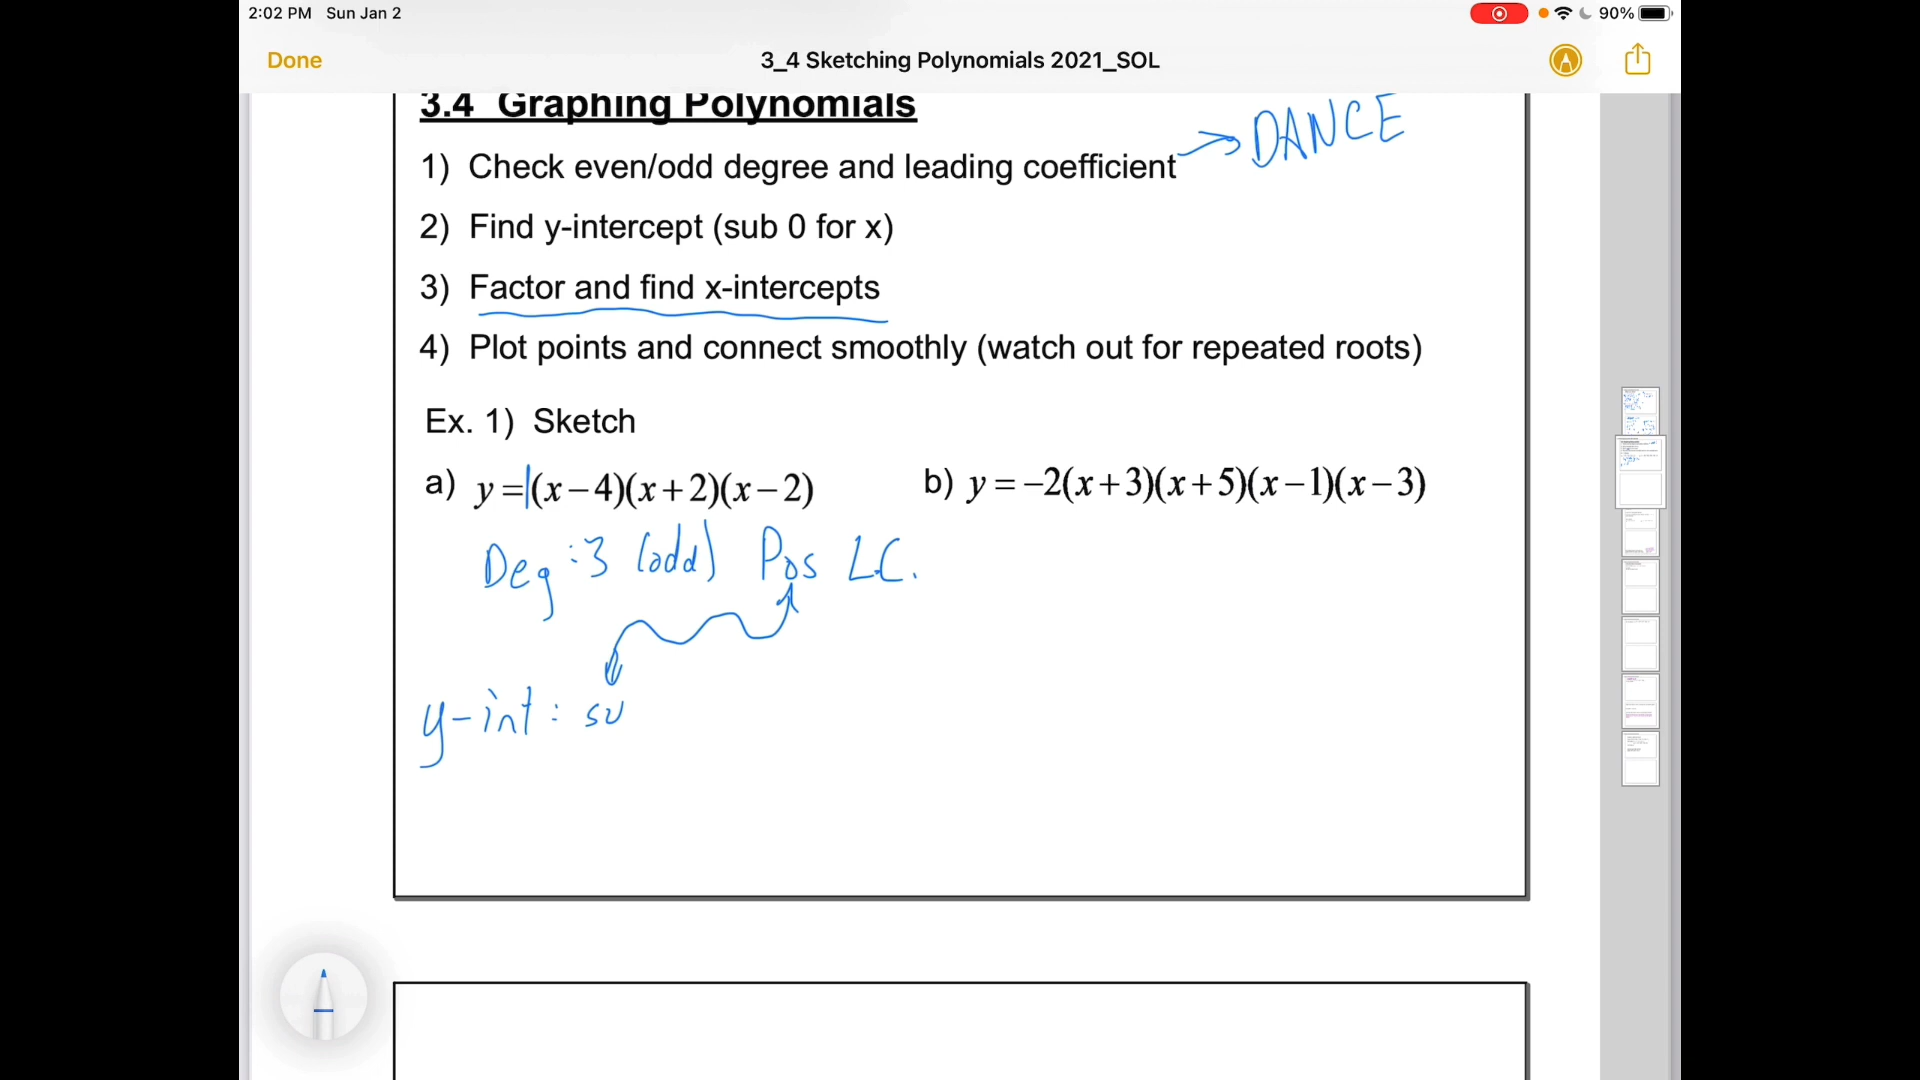 2:02 PM Sun Jan 2
90%
Done
3_4 Sketching Polynomials 2021_SOL
3.4 Graphing Polynomials
→ DANCE
1) Check even/odd degree and leading coefficient
2) Find y-intercept (sub 0 for x)
3) Factor and find x-intercepts
4) Plot points and connect smoothly (watch out for repeated roots)
Ex. 1) Sketch
a) y = 1(x − 4)(x + 2)(x − 2)
b) y = −2(x + 3)(x + 5)(x − 1)(x − 3)
Deg : 3 (odd) Pos L.C.
y-int : su